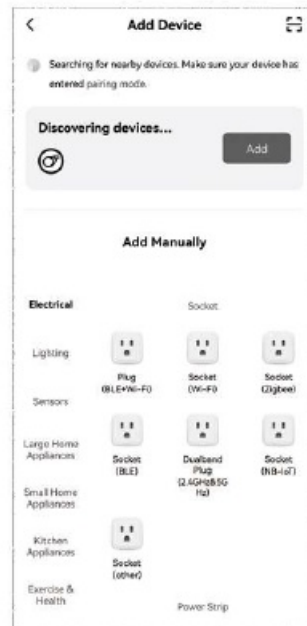 Add Device
Searching for nearby devices. Make sure your device has
entered pairing mode.
Discovering devices...
Add
Add Manually
Electrical
Socket
Lighting
Plug
(BLE+Wi-Fi)
Socket
(Wi-Fi)
Socket
(Zigbee)
Sensors
Large Home
Appliances
Socket
(BLE)
Dualband
Plug
(2.4GHz&5G
Hz)
Socket
(NB-IoT)
Small Home
Appliances
Kitchen
Appliances
Socket
(other)
Exercise &
Health
Power Strip